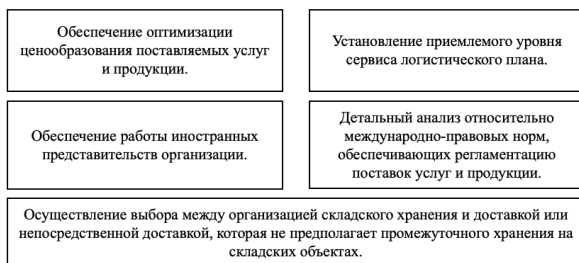 Обеспечение оптимизации
ценообразования поставляемых услуг
и продукции.
Установление приемлемого уровня
сервиса логистического плана.
Обеспечение работы иностранных
представительств организации.
Детальный анализ относительно
международно-правовых норм,
обеспечивающих регламентацию
поставок услуг и продукции.
Осуществление выбора между организацией складского хранения и доставкой или
непосредственной доставкой, которая не предполагает промежуточного хранения на
складских объектах.